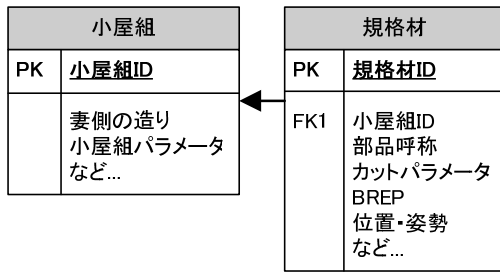 小屋組
PK 小屋組ID
妻側の造り
小屋組パラメータ
など...
規格材
PK 規格材ID
FK1 小屋組ID
部品呼称
カットパラメータ
BREP
位置・姿勢
など...